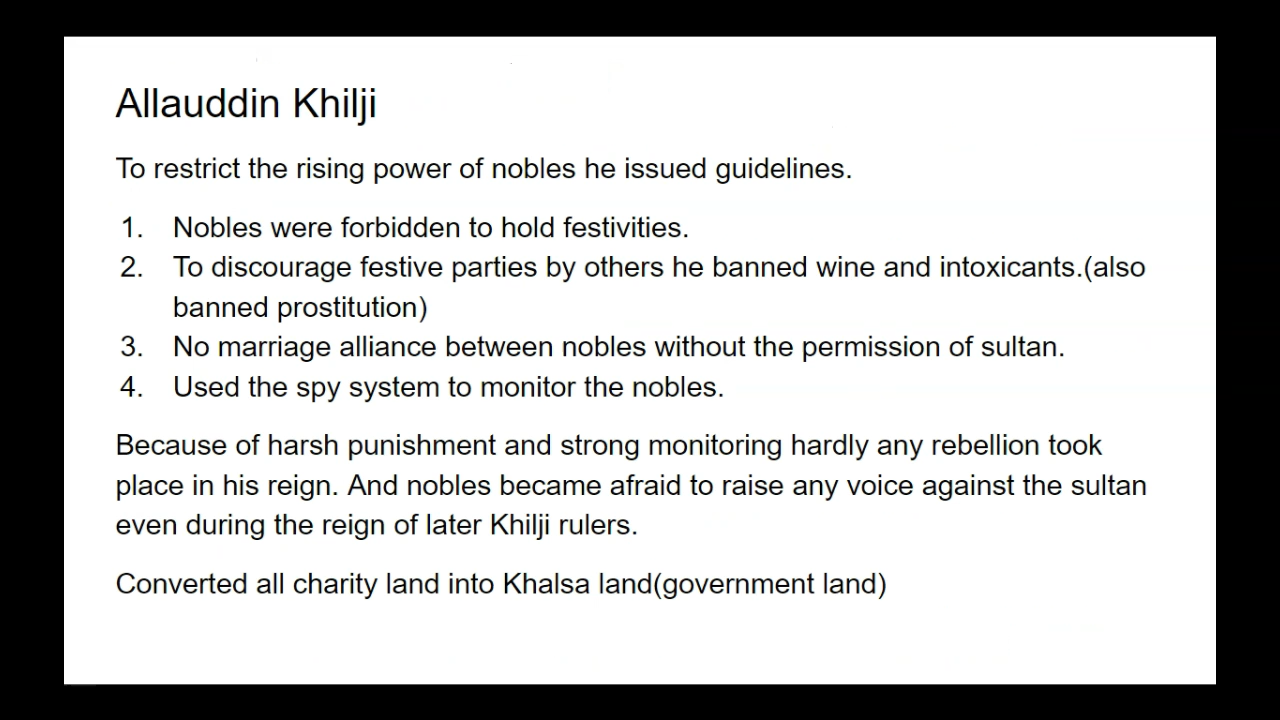 Allauddin Khilji
To restrict the rising power of nobles he issued guidelines.
1. Nobles were forbidden to hold festivities.
2. To discourage festive parties by others he banned wine and intoxicants.(also
banned prostitution)
3. No marriage alliance between nobles without the permission of sultan.
4. Used the spy system to monitor the nobles.
Because of harsh punishment and strong monitoring hardly any rebellion took
place in his reign. And nobles became afraid to raise any voice against the sultan
even during the reign of later Khilji rulers.
Converted all charity land into Khalsa land(government land)